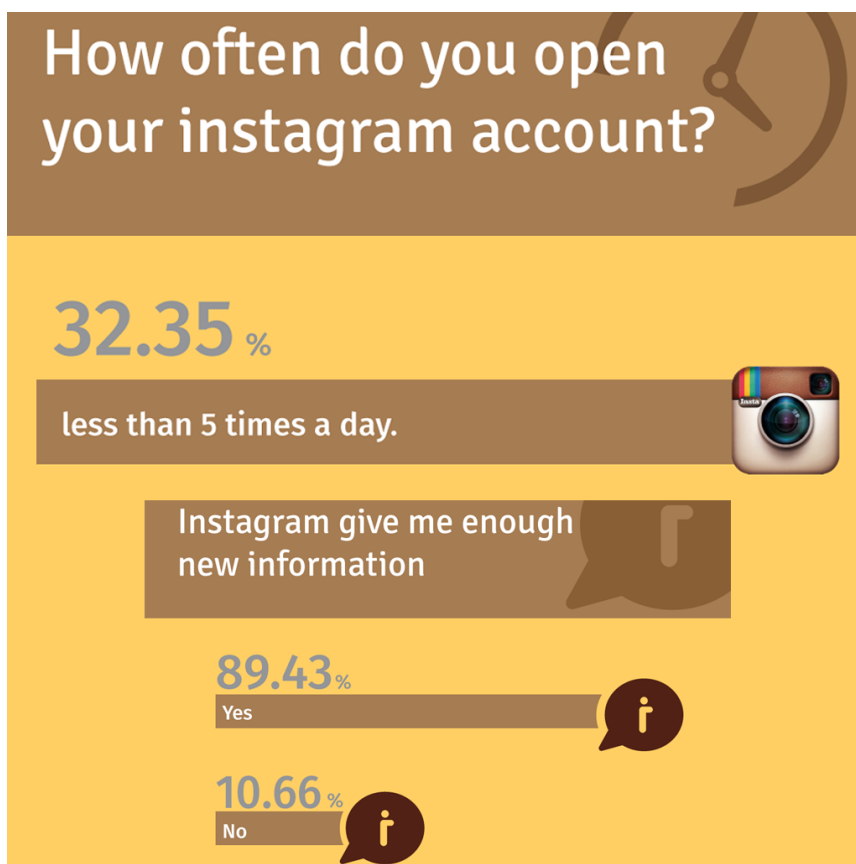 How often do you open
your instagram account?
32.35 %
less than 5 times a day.
Insta
Instagram give me enough
new information
89.43%
Yes
10.66%
No